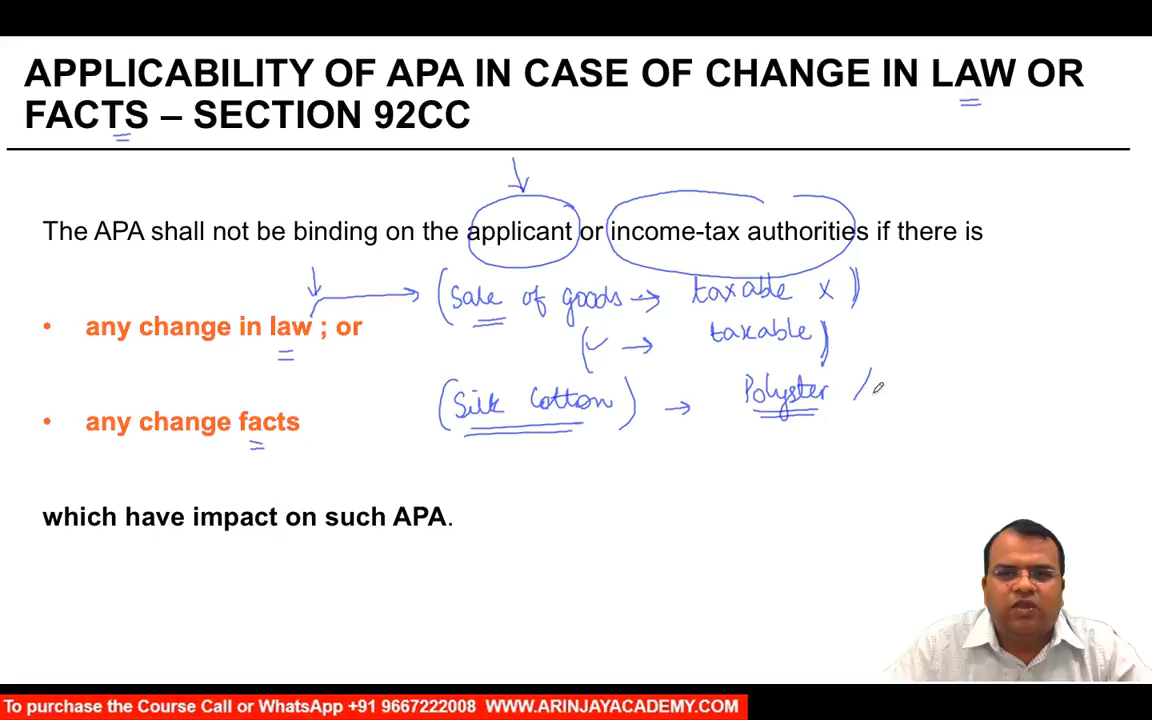 APPLICABILITY OF APA IN CASE OF CHANGE IN LAW OR
FACTS – SECTION 92CC
The APA shall not be binding on the applicant or income-tax authorities if there is
(Sale of goods → taxable x)
• any change in law ; or
(✓ → taxable)
(Silk Cotton) → Polyster /
• any change facts
which have impact on such APA.
To purchase the Course Call or WhatsApp +91 9667222008 WWW.ARINJAYACADEMY.COM